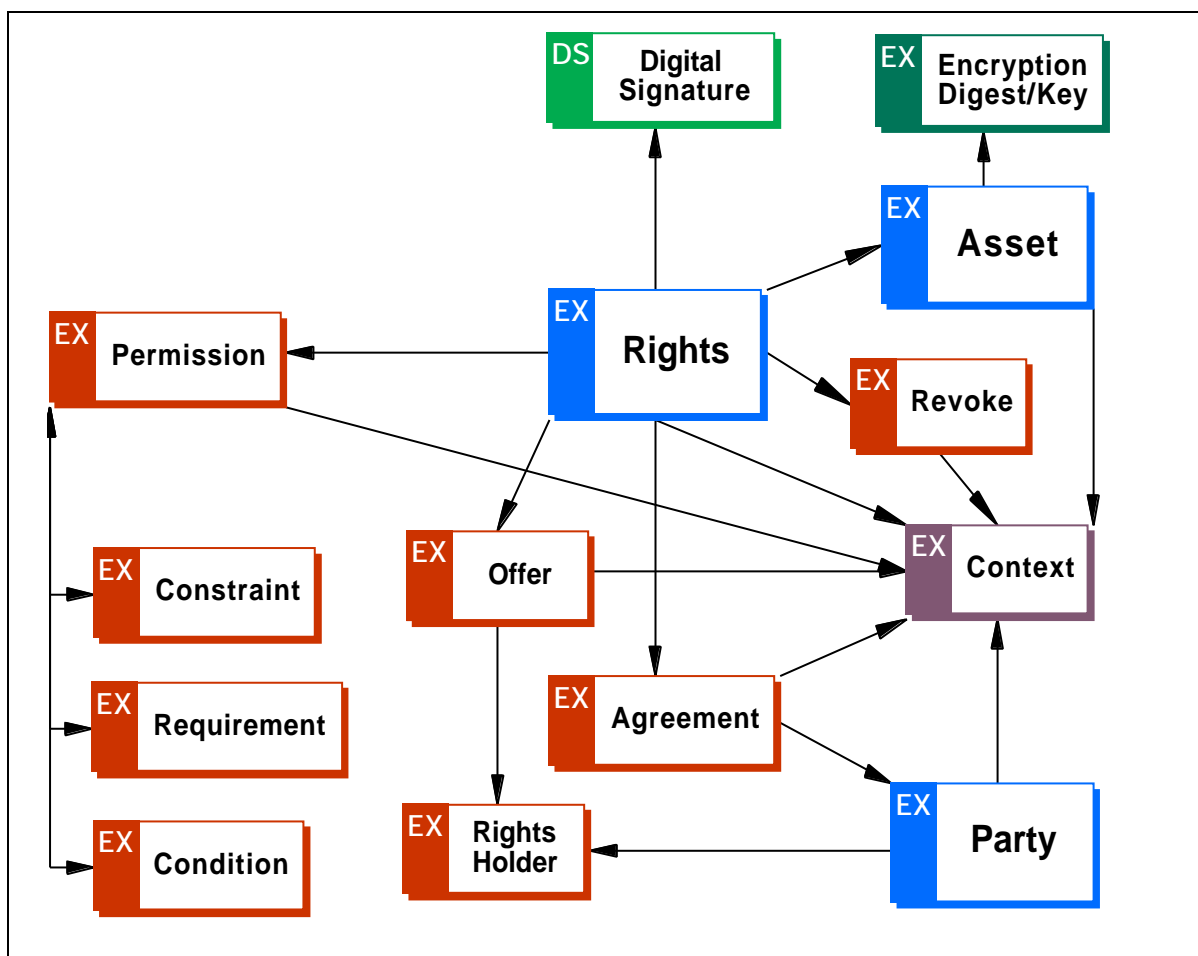 DS
Digital
Signature
EX
Encryption
Digest/Key
EX
Asset
EX
Rights
EX
Permission
EX
Revoke
EX
Offer
EX
Context
EX
Constraint
EX
Requirement
EX
Agreement
EX
Condition
EX
Rights
Holder
EX
Party